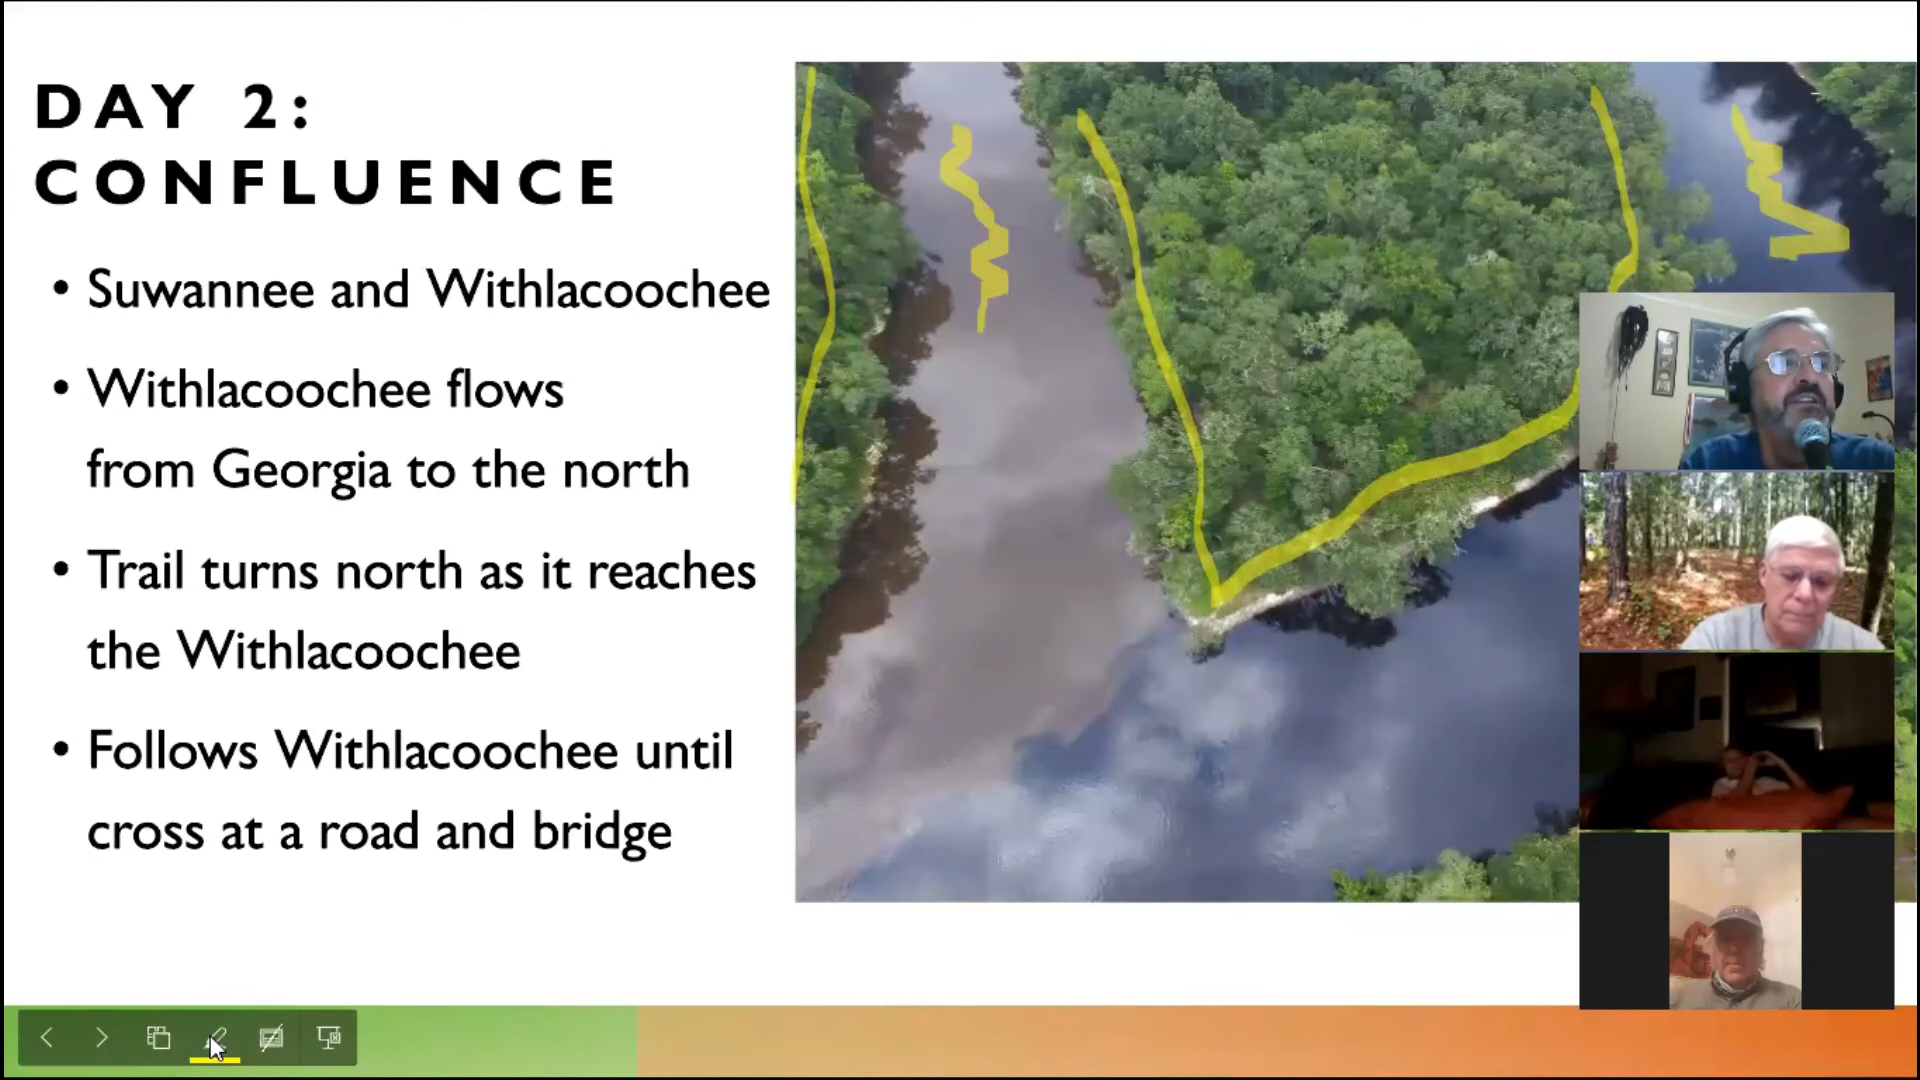 DAY 2:
CONFLUENCE
• Suwannee and Withlacoochee
• Withlacoochee flows
from Georgia to the north
• Trail turns north as it reaches
the Withlacoochee
• Follows Withlacoochee until
cross at a road and bridge